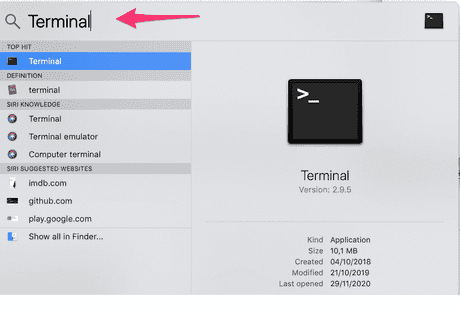 Terminal
TOP HIT
Terminal
DEFINITION
terminal
SIRI KNOWLEDGE
Terminal
Terminal emulator
Computer terminal
SIRI SUGGESTED WEBSITES
imdb.com
github.com
play.google.com
Show all in Finder...
>_
Terminal
Version: 2.9.5
Kind Application
Size 10,1 MB
Created 04/10/2018
Modified 21/10/2019
Last opened 29/11/2020